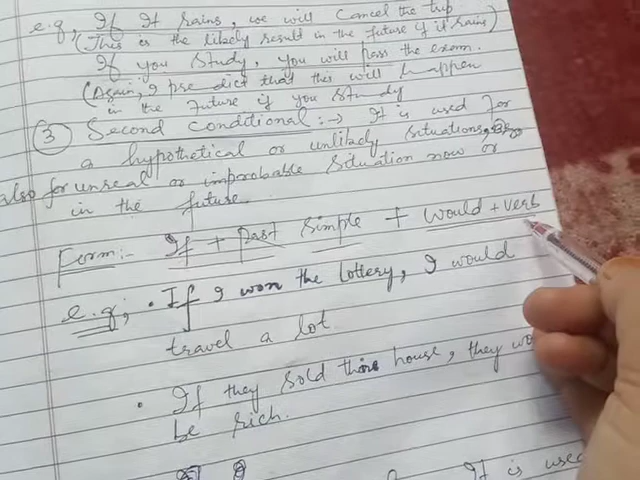 e.g, If It rains, we will cancel the trip
(This is the likely result in the future if it rains)
If you study, you will pass the exam.
(Again, I predict that this will happen
in the future if you study
③ Second Conditional :→ It is used for
a hypothetical or unlikely situations,
also for unreal or improbable situation now or
in the future
Form:- If + Past Simple + Would + verb
e.g; • If I won the lottery, I would
travel a lot
• If they sold their house, they wo
be rich.
It is used